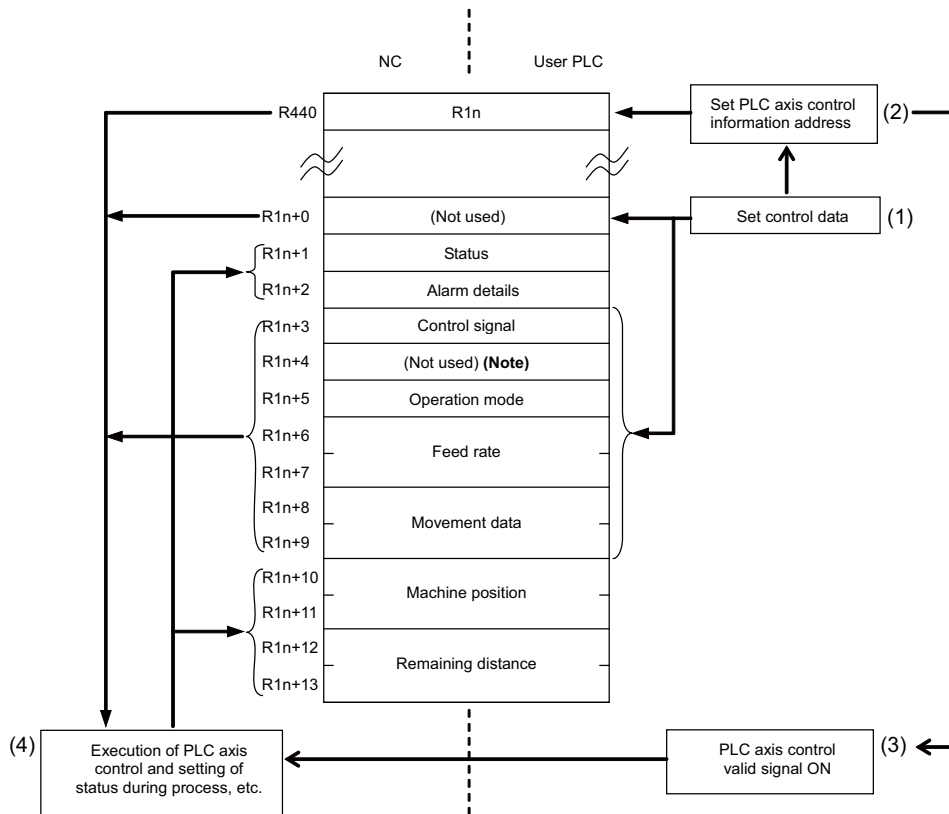 NC
User PLC
R440
R1n
Set PLC axis control
information address
(2)
R1n+0
(Not used)
Set control data
(1)
R1n+1
Status
R1n+2
Alarm details
R1n+3
Control signal
R1n+4
(Not used) (Note)
R1n+5
Operation mode
R1n+6
Feed rate
R1n+7
R1n+8
Movement data
R1n+9
R1n+10
Machine position
R1n+11
R1n+12
Remaining distance
R1n+13
(4)
Execution of PLC axis
control and setting of
status during process, etc.
PLC axis control
valid signal ON
(3)